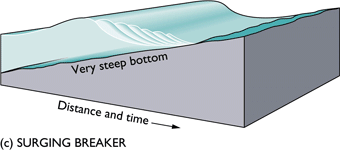 Very steep bottom
Distance and time
(c) SURGING BREAKER